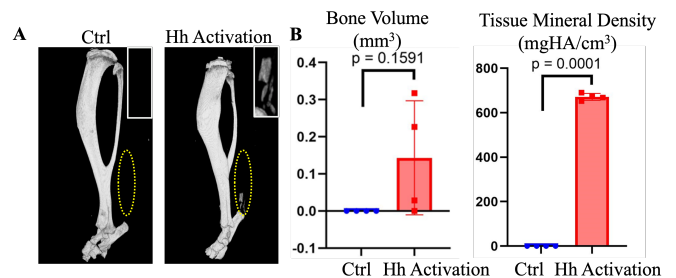 A
Ctrl
Hh Activation
B
Bone Volume
(mm³)
p = 0.1591
0.4
0.3
0.2
0.1
0.0
-0.1
Ctrl
Hh Activation
Tissue Mineral Density
(mgHA/cm³)
p = 0.0001
800
600
400
200
0
Ctrl
Hh Activation